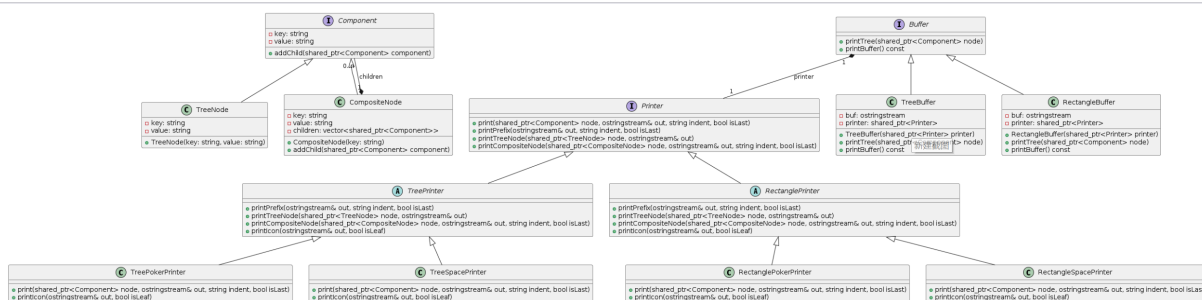 I Component
key: string
value: string
addChild(shared_ptr<Component> component)
I Buffer
printTree(shared_ptr<Component> node)
printBuffer() const
0..*
children
1
printer
1
C TreeNode
key: string
value: string
TreeNode(key: string, value: string)
C CompositeNode
key: string
value: string
children: vector<shared_ptr<Component>>
CompositeNode(key: string)
addChild(shared_ptr<Component> component)
I Printer
print(shared_ptr<Component> node, ostringstream& out, string indent, bool isLast)
printPrefix(ostringstream& out, string indent, bool isLast)
printTreeNode(shared_ptr<TreeNode> node, ostringstream& out)
printCompositeNode(shared_ptr<CompositeNode> node, ostringstream& out, string indent, bool isLast)
C TreeBuffer
buf: ostringstream
printer: shared_ptr<Printer>
TreeBuffer(shared_ptr<Printer> printer)
printTree(shared_ptr<Component> node)
printBuffer() const
新建截图
C RectangleBuffer
buf: ostringstream
printer: shared_ptr<Printer>
RectangleBuffer(shared_ptr<Printer> printer)
printTree(shared_ptr<Component> node)
printBuffer() const
A TreePrinter
printPrefix(ostringstream& out, string indent, bool isLast)
printTreeNode(shared_ptr<TreeNode> node, ostringstream& out)
printCompositeNode(shared_ptr<CompositeNode> node, ostringstream& out, string indent, bool isLast)
printIcon(ostringstream& out, bool isLeaf)
A RectanglePrinter
printPrefix(ostringstream& out, string indent, bool isLast)
printTreeNode(shared_ptr<TreeNode> node, ostringstream& out)
printCompositeNode(shared_ptr<CompositeNode> node, ostringstream& out, string indent, bool isLast)
printIcon(ostringstream& out, bool isLeaf)
C TreePokerPrinter
print(shared_ptr<Component> node, ostringstream& out, string indent, bool isLast)
printIcon(ostringstream& out, bool isLeaf)
C TreeSpacePrinter
print(shared_ptr<Component> node, ostringstream& out, string indent, bool isLast)
printIcon(ostringstream& out, bool isLeaf)
C RectanglePokerPrinter
print(shared_ptr<Component> node, ostringstream& out, string indent, bool isLast)
printIcon(ostringstream& out, bool isLeaf)
C RectangleSpacePrinter
print(shared_ptr<Component> node, ostringstream& out, string indent, bool isLas
printIcon(ostringstream& out, bool isLeaf)